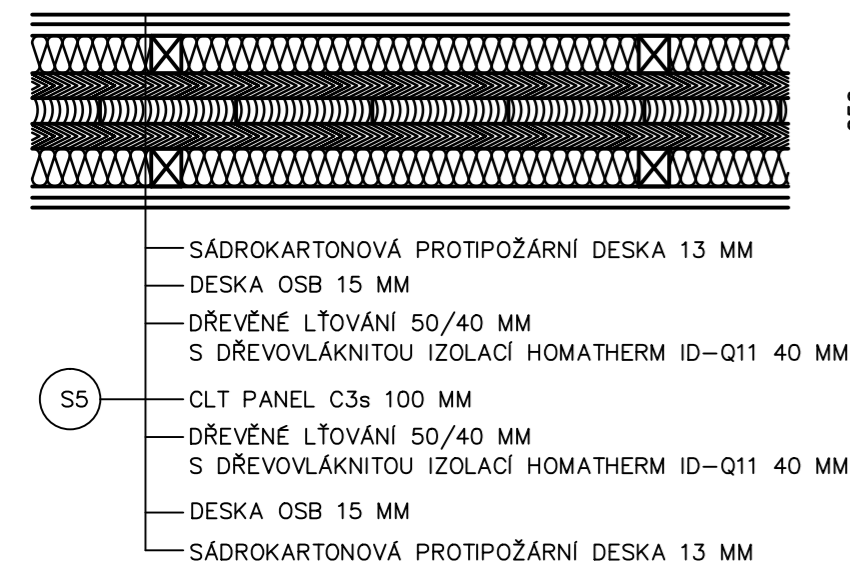 SÁDROKARTONOVÁ PROTIPOŽÁRNÍ DESKA 13 MM
DESKA OSB 15 MM
DŘEVĚNÉ LŤOVÁNÍ 50/40 MM
S DŘEVOVLÁKNITOU IZOLACÍ HOMATHERM ID-Q11 40 MM
S5
CLT PANEL C3s 100 MM
DŘEVĚNÉ LŤOVÁNÍ 50/40 MM
S DŘEVOVLÁKNITOU IZOLACÍ HOMATHERM ID-Q11 40 MM
DESKA OSB 15 MM
SÁDROKARTONOVÁ PROTIPOŽÁRNÍ DESKA 13 MM